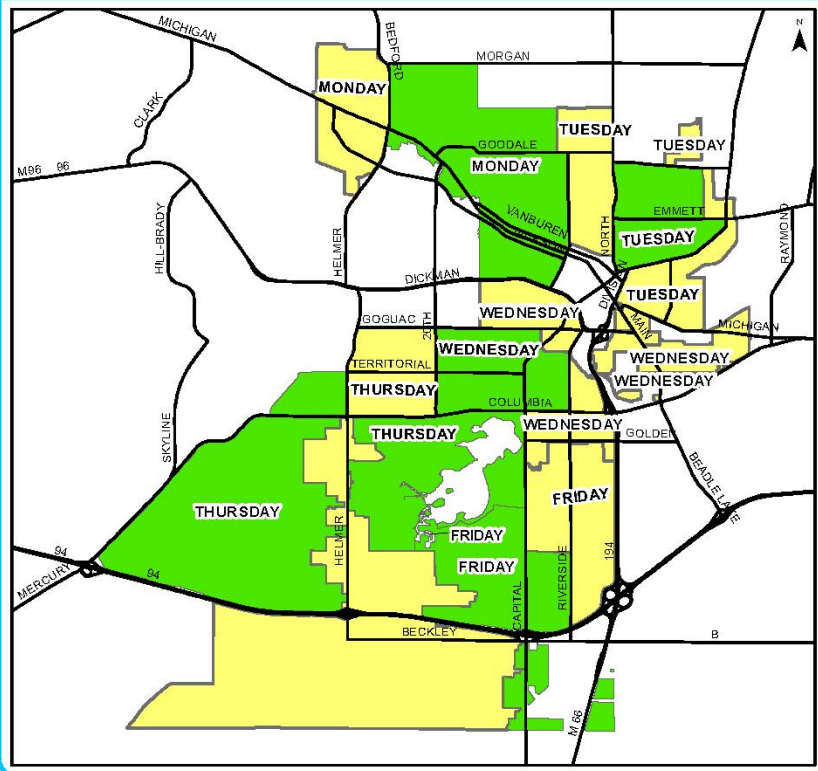 N
MICHIGAN
BEDFORD
MORGAN
MONDAY
CLARK
TUESDAY
TUESDAY
GOODALE
MONDAY
M96 96
VANBUREN
EMMETT
NORTH
TUESDAY
RAYMOND
HILL-BRADY
HELMER
DICKMAN
DIVISION
TUESDAY
WEDNESDAY
20TH
GOGUAC
MAIN
MICHIGAN
WEDNESDAY
WEDNESDAY
TERRITORIAL
THURSDAY
WEDNESDAY
COLUMBIA
WEDNESDAY
THURSDAY
GOLDEN
SKYLINE
BEADLE LAKE
FRIDAY
THURSDAY
FRIDAY
HELMER
194
94
FRIDAY
MERCURY
94
CAPITAL
RIVERSIDE
BECKLEY
B
M 66